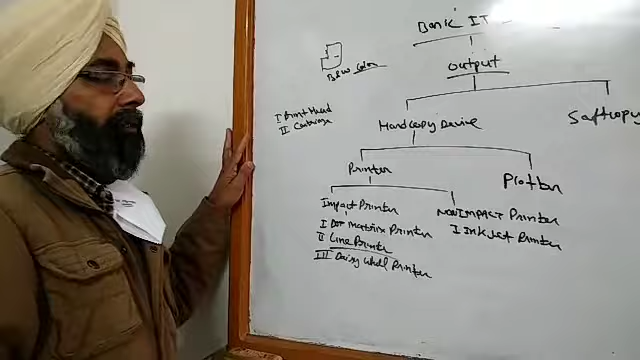 Basic IT
output
B&W Color
I Print Head
II Cartridge
Hardcopy Device
Softcopy
Printer
Plotter
Impact Printer
NON IMPACT Printer
I DOT Matrix Printer
I InkJet Printer
II Line Printer
III Daisy Whell Printer